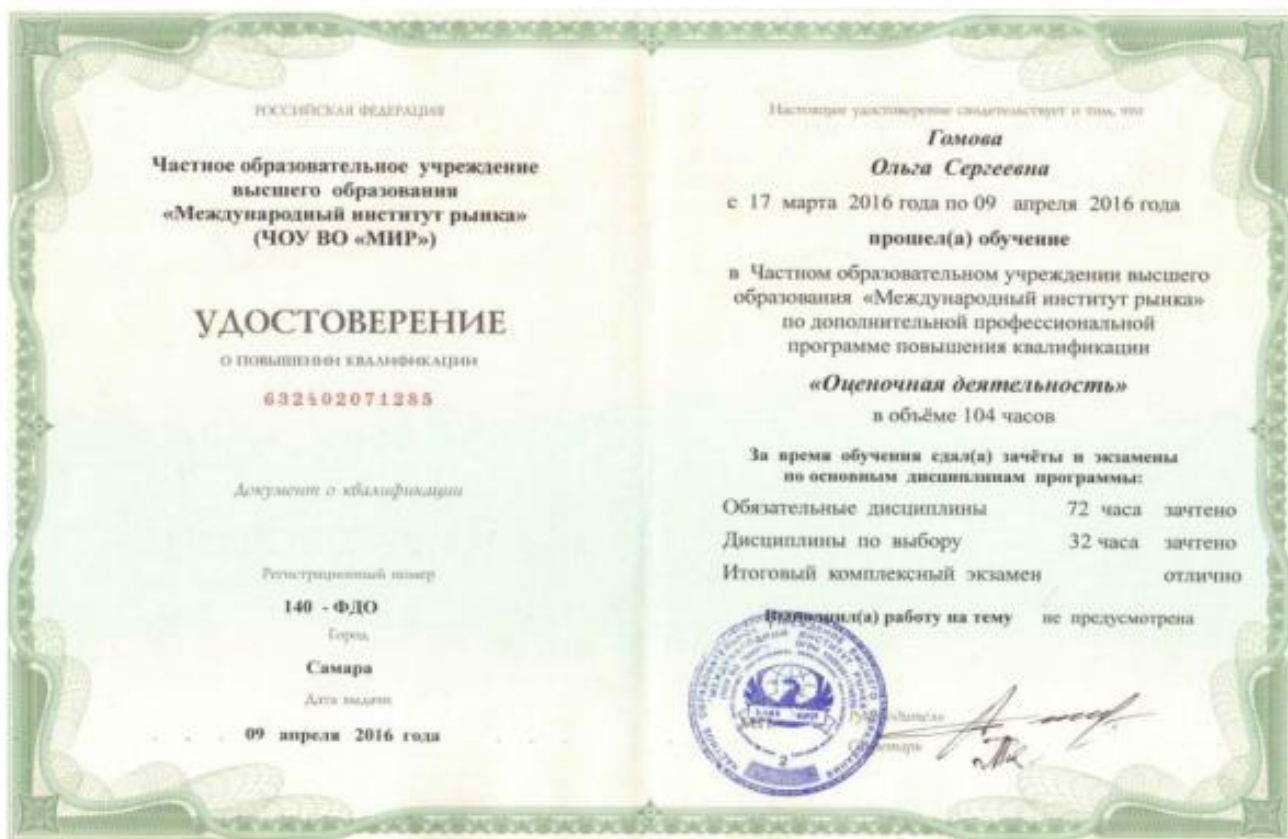 РОССИЙСКАЯ ФЕДЕРАЦИЯ
Частное образовательное учреждение
высшего образования
«Международный институт рынка»
(ЧОУ ВО «МИР»)
УДОСТОВЕРЕНИЕ
О ПОВЫШЕНИИ КВАЛИФИКАЦИИ
632402071285
Документ о квалификации
Регистрационный номер
140 - ФДО
Город
Самара
Дата выдачи
09 апреля 2016 года
Настоящее удостоверение свидетельствует о том, что
Гомова
Ольга Сергеевна
с 17 марта 2016 года по 09 апреля 2016 года
прошел(а) обучение
в Частном образовательном учреждении высшего
образования «Международный институт рынка»
по дополнительной профессиональной
программе повышения квалификации
«Оценочная деятельность»
в объёме 104 часов
За время обучения сдал(а) зачёты и экзамены
по основным дисциплинам программы:
Обязательные дисциплины 72 часа зачтено
Дисциплины по выбору 32 часа зачтено
Итоговый комплексный экзамен отлично
Выполнил(а) работу на тему не предусмотрена
Руководитель
Секретарь